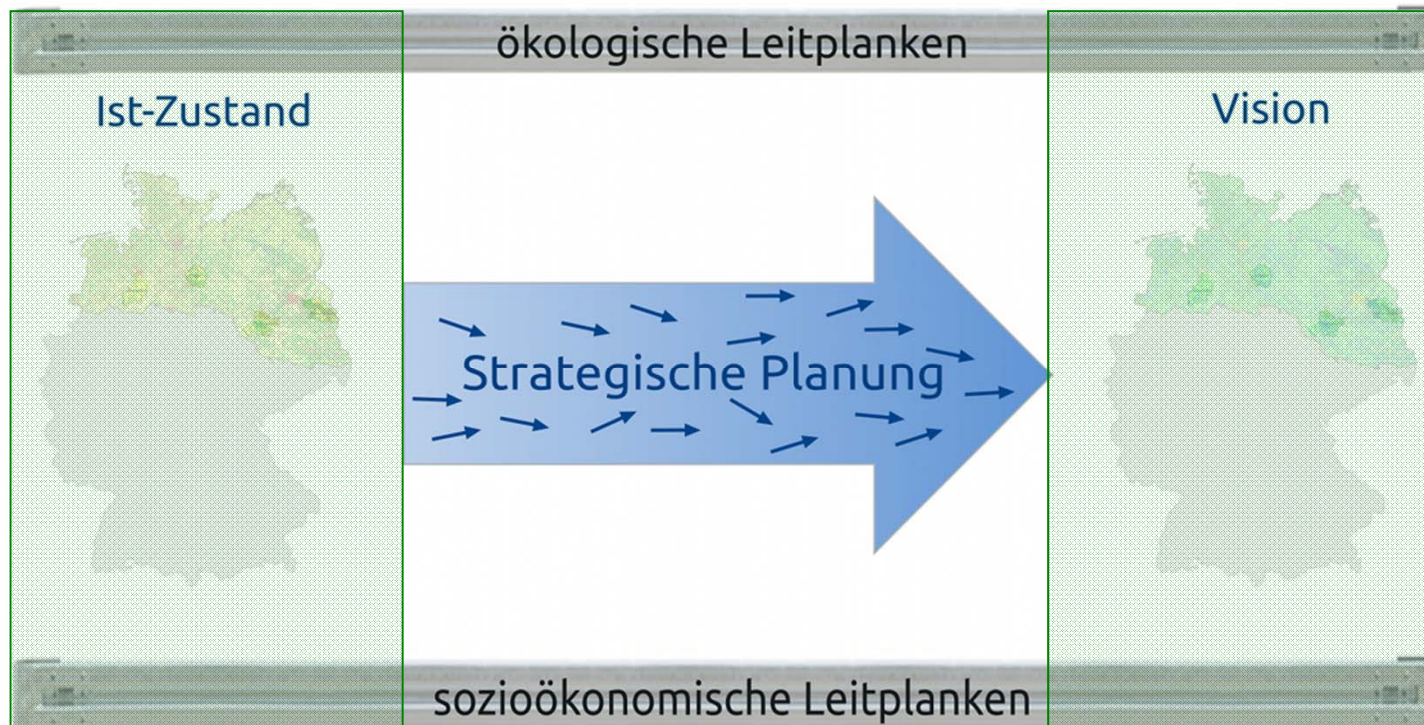 ökologische Leitplanken
Ist-Zustand
Vision
Strategische Planung
sozioökonomische Leitplanken